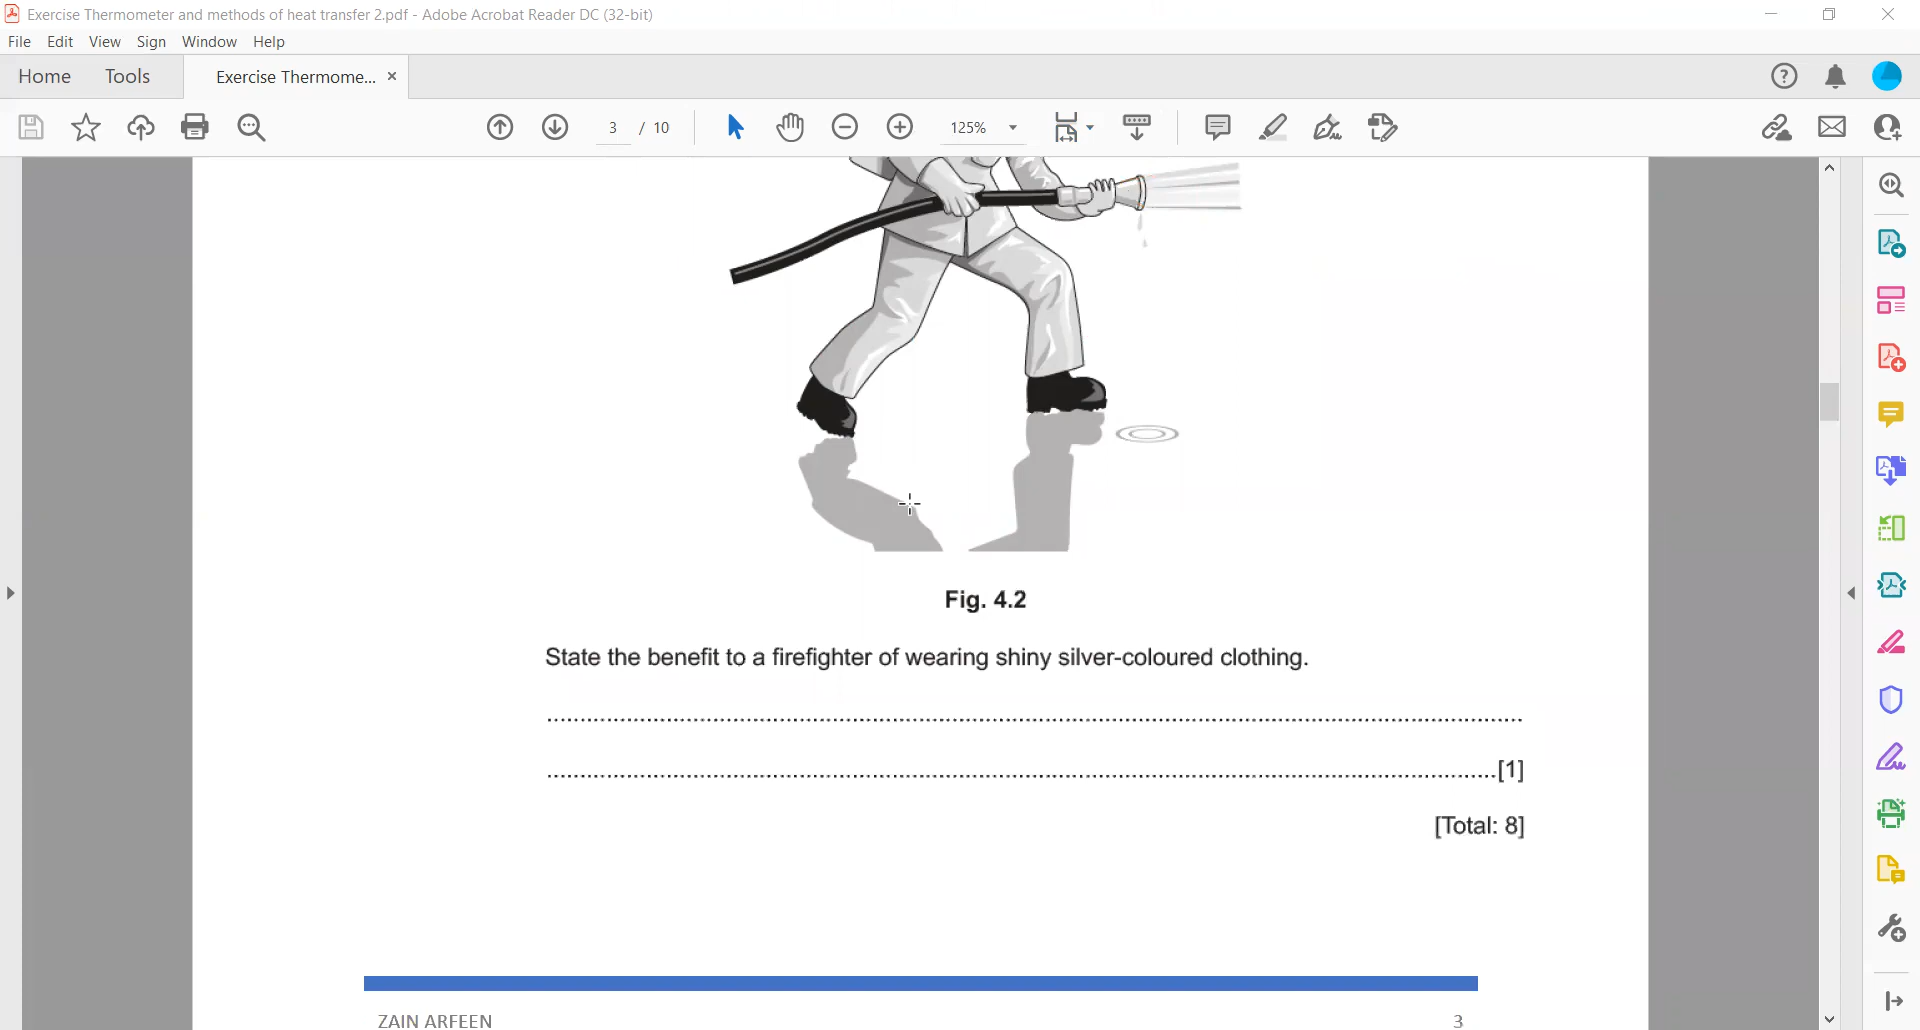 Exercise Thermometer and methods of heat transfer 2.pdf - Adobe Acrobat Reader DC (32-bit)
File Edit View Sign Window Help
Home Tools Exercise Thermome... ×
3 / 10 125%
Fig. 4.2
State the benefit to a firefighter of wearing shiny silver-coloured clothing.
[1]
[Total: 8]
ZAIN ARFEEN 3